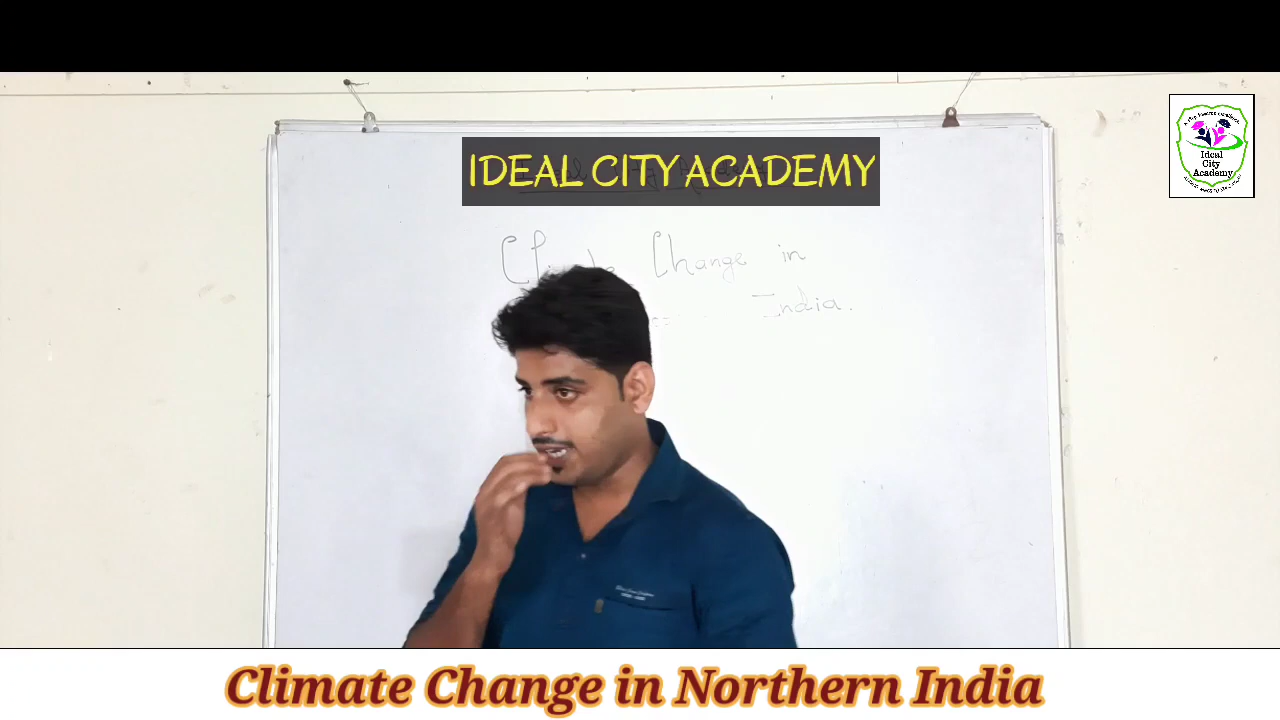 IDEAL CITY ACADEMY
Ideal
City
Academy
Change in
India.
Climate Change in Northern India